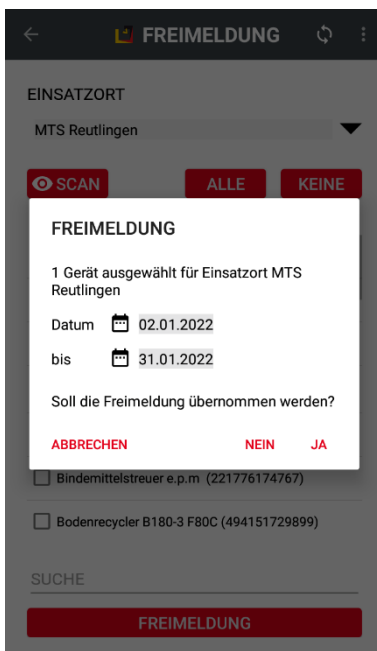 FREIMELDUNG
EINSATZORT
MTS Reutlingen
SCAN
ALLE
KEINE
FREIMELDUNG
1 Gerät ausgewählt für Einsatzort MTS
Reutlingen
Datum 02.01.2022
bis 31.01.2022
Soll die Freimeldung übernommen werden?
ABBRECHEN NEIN JA
Bindemittelstreuer e.p.m (221776174767)
Bodenrecycler B180-3 F80C (494151729899)
SUCHE
FREIMELDUNG